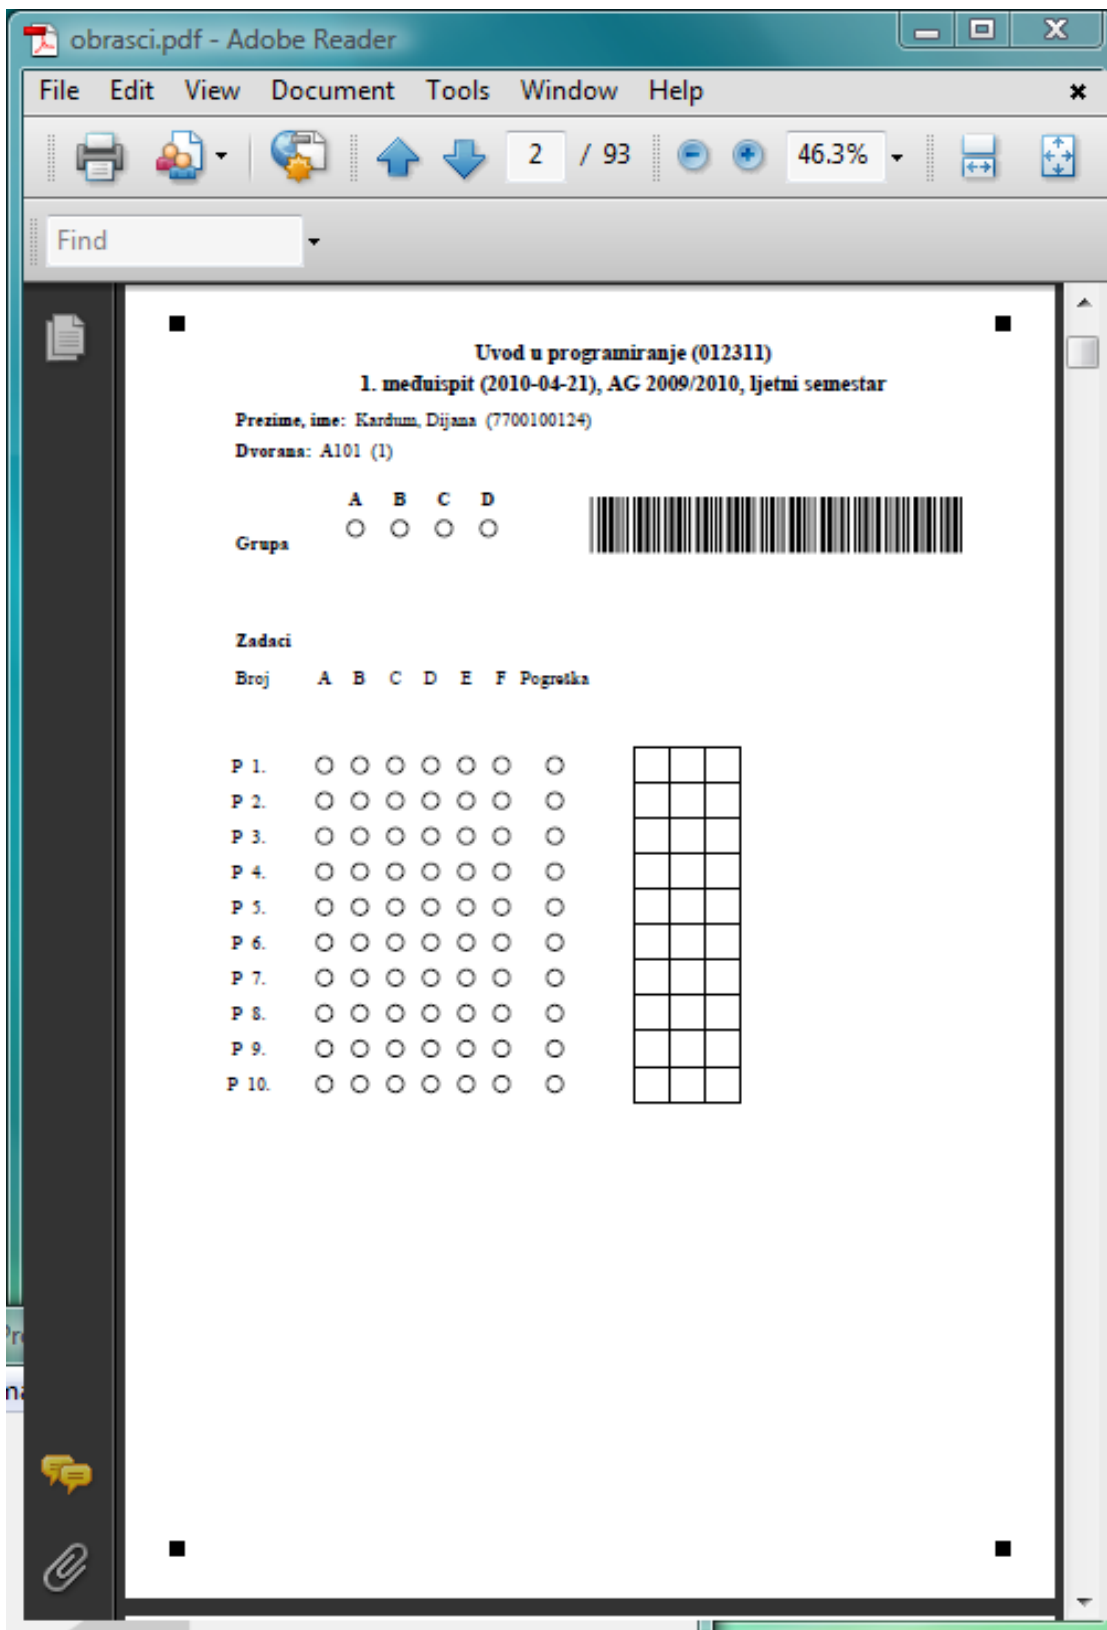 obrasci.pdf - Adobe Reader
File Edit View Document Tools Window Help
2 / 93 46.3%
Find
Uvod u programiranje (012311)
1. međuispit (2010-04-21), AG 2009/2010, ljetni semestar
Prezime, ime: Kardum, Dijana (7700100124)
Dvorana: A101 (1)
A B C D
Grupa
Zadaci
Broj A B C D E F Pogreška
P 1.
P 2.
P 3.
P 4.
P 5.
P 6.
P 7.
P 8.
P 9.
P 10.